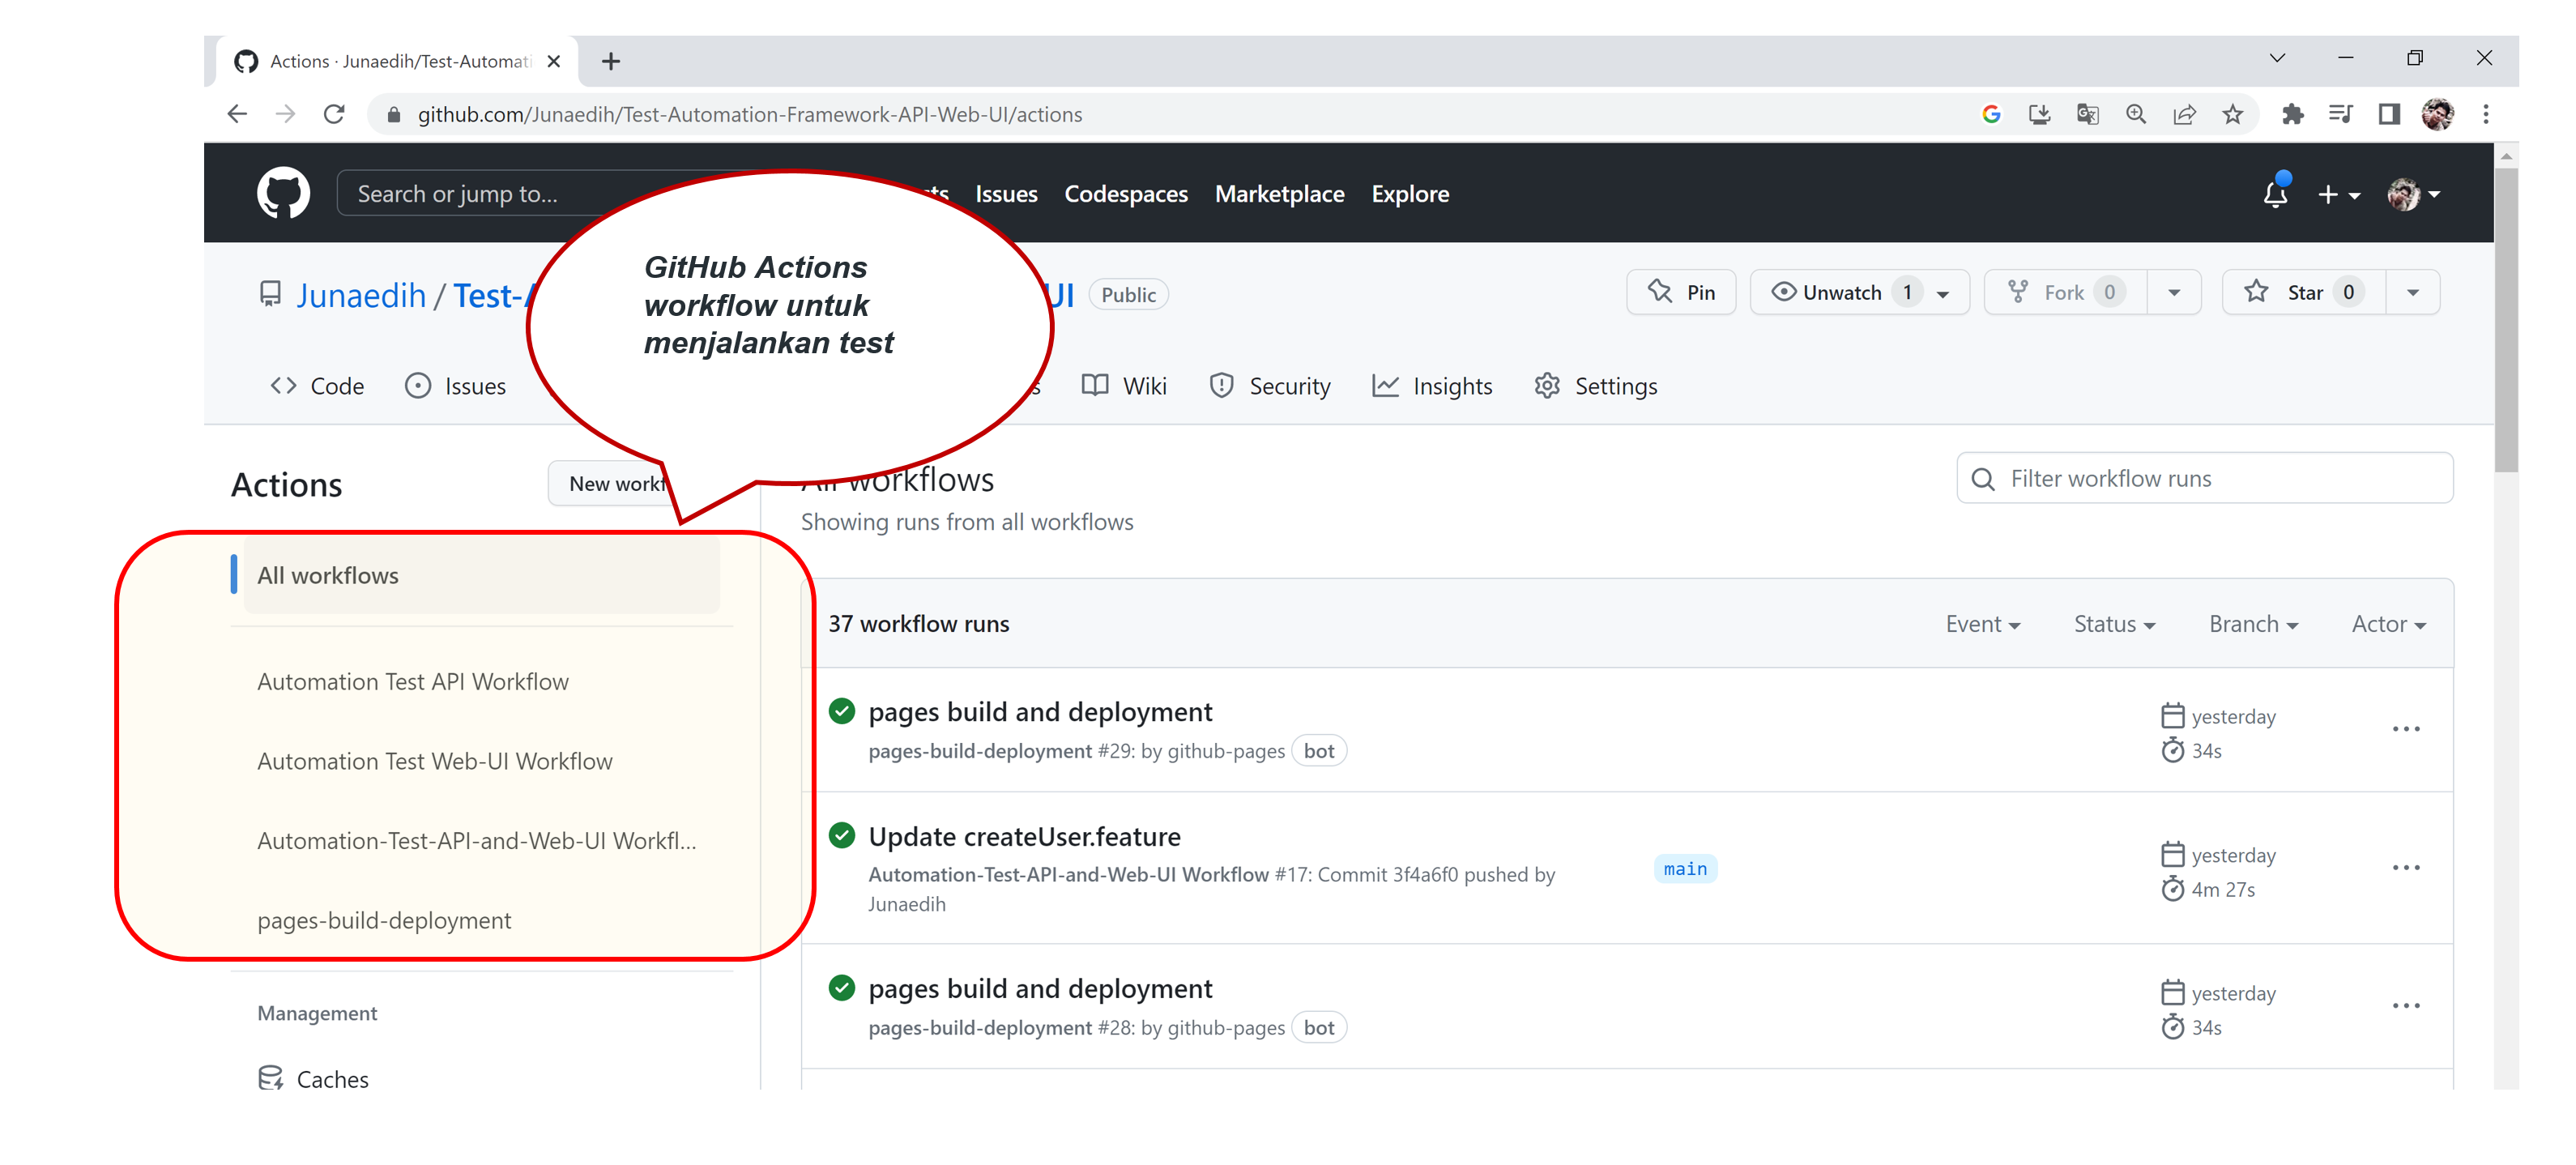 Actions · Junaedih/Test-Automati
github.com/Junaedih/Test-Automation-Framework-API-Web-UI/actions
Search or jump to...
Issues Codespaces Marketplace Explore
GitHub Actions
workflow untuk
menjalankan test
Junaedih / Test- UI Public
Pin Unwatch 1 Fork 0 Star 0
Code Issues Wiki Security Insights Settings
Actions
New workf
All workflows
Showing runs from all workflows
Filter workflow runs
All workflows
Automation Test API Workflow
Automation Test Web-UI Workflow
Automation-Test-API-and-Web-UI Workfl...
pages-build-deployment
Management
Caches
37 workflow runs
Event Status Branch Actor
pages build and deployment
pages-build-deployment #29: by github-pages bot
yesterday
34s
Update createUser.feature
Automation-Test-API-and-Web-UI Workflow #17: Commit 3f4a6f0 pushed by
Junaedih
main
yesterday
4m 27s
pages build and deployment
pages-build-deployment #28: by github-pages bot
yesterday
34s